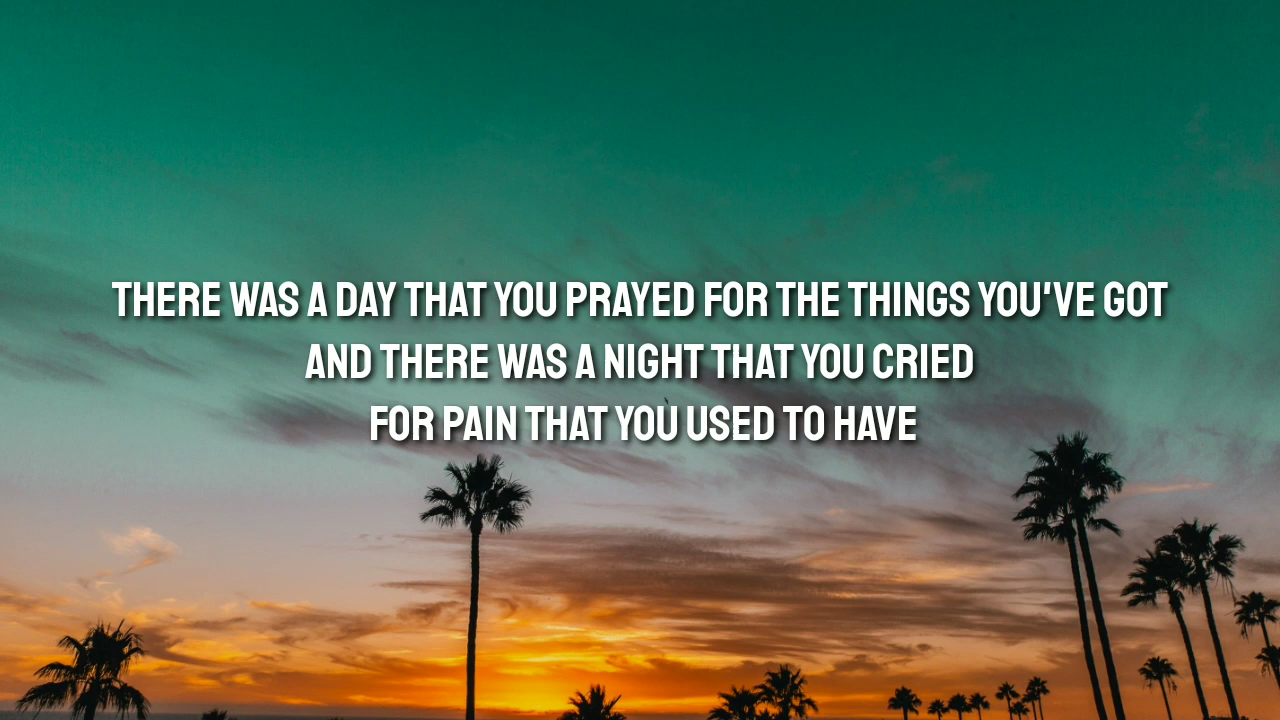 THERE WAS A DAY THAT YOU PRAYED FOR THE THINGS YOU'VE GOT
AND THERE WAS A NIGHT THAT YOU CRIED
FOR PAIN THAT YOU USED TO HAVE